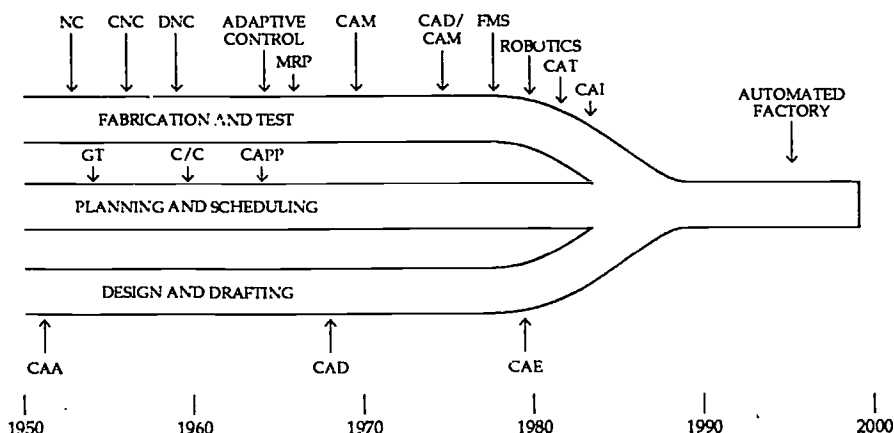 NC CNC DNC ADAPTIVE CONTROL CAM CAD/ CAM FMS
MRP ROBOTICS
CAT
CAI
AUTOMATED
FACTORY
FABRICATION AND TEST
GT C/C CAPP
PLANNING AND SCHEDULING
DESIGN AND DRAFTING
CAA CAD CAE
1950 1960 1970 1980 1990 2000